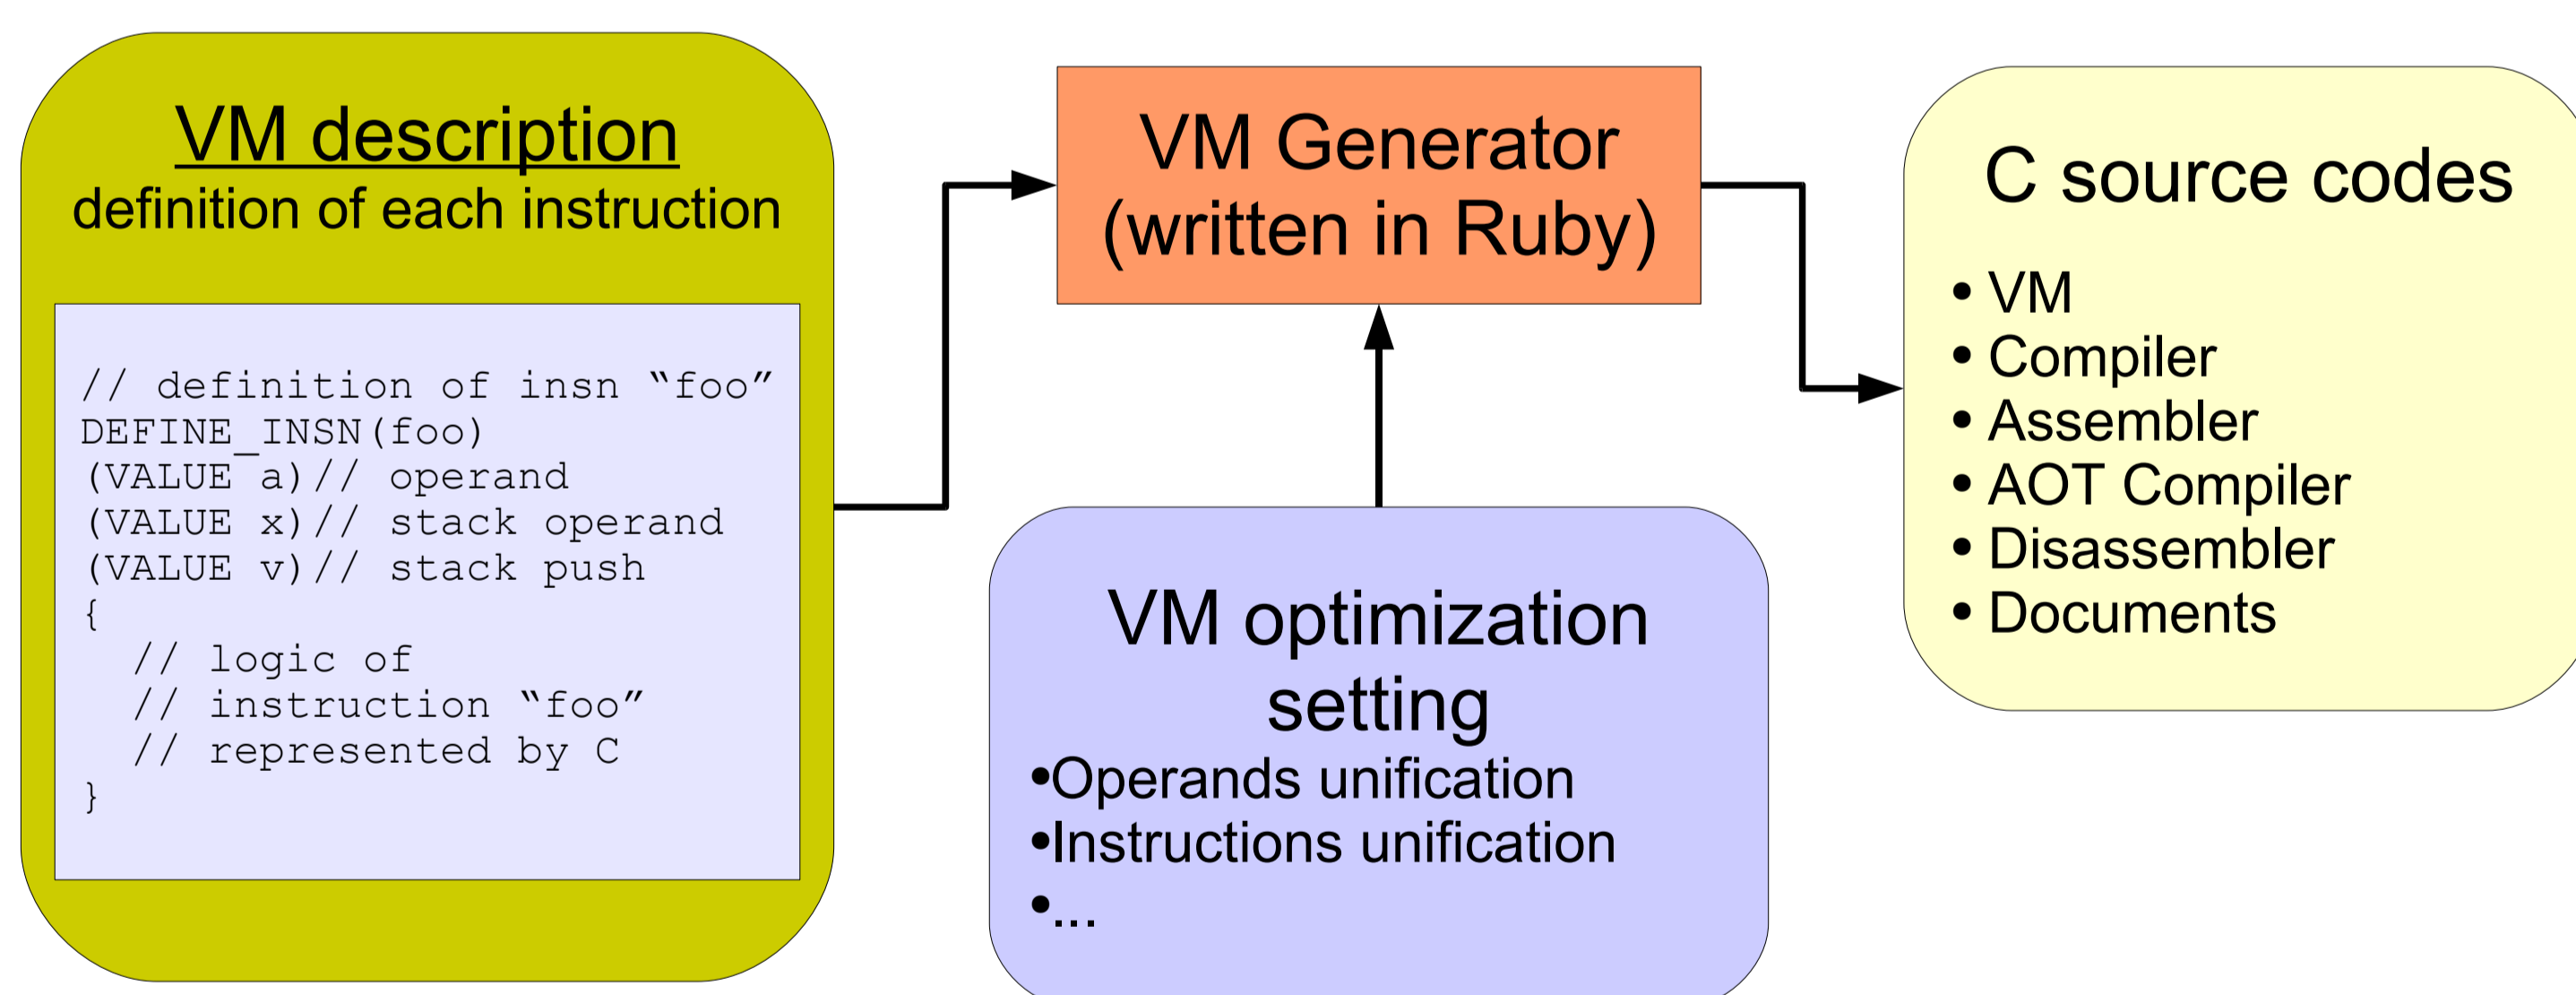 VM description
definition of each instruction
// definition of insn “foo”
DEFINE_INSN(foo)
(VALUE a)// operand
(VALUE x)// stack operand
(VALUE v)// stack push
{
  // logic of
  // instruction “foo”
  // represented by C
}
VM Generator
(written in Ruby)
VM optimization
setting
•Operands unification
•Instructions unification
•...
C source codes
• VM
• Compiler
• Assembler
• AOT Compiler
• Disassembler
• Documents